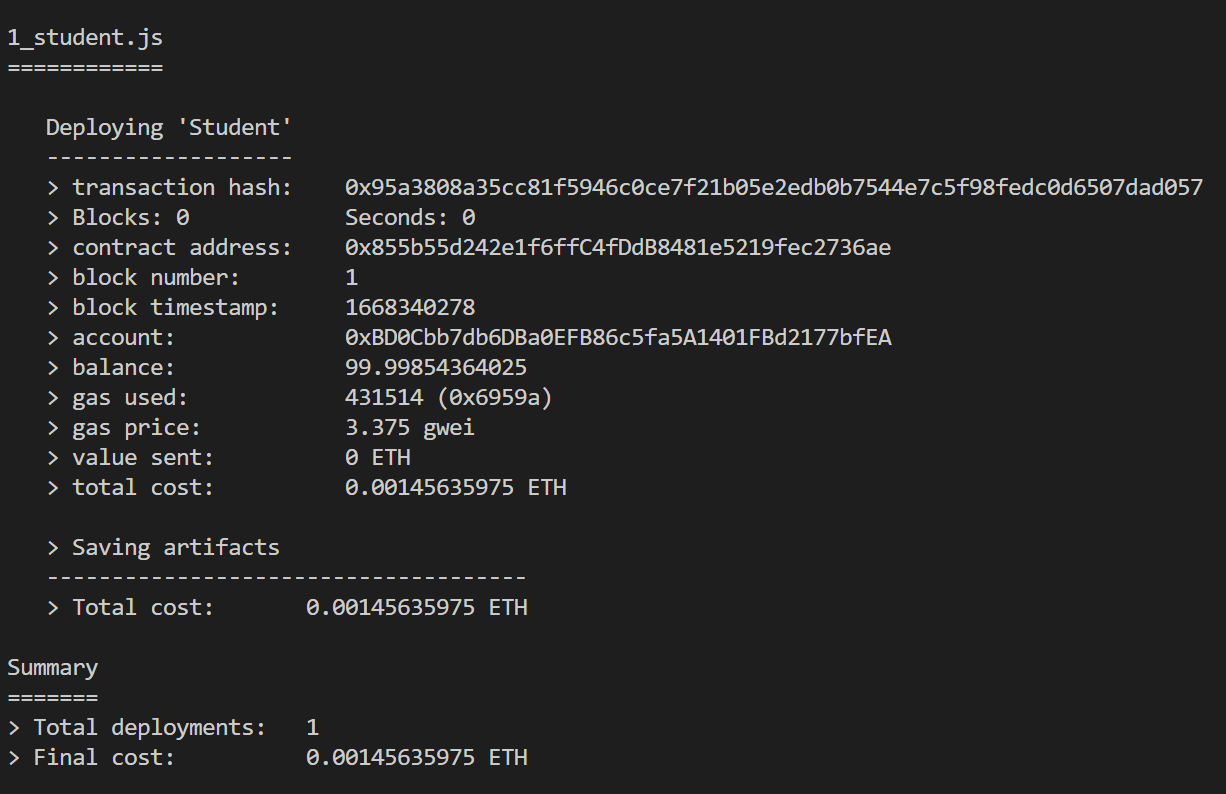 1_student.js
============
Deploying 'Student'
-------------------
> transaction hash: 0x95a3808a35cc81f5946c0ce7f21b05e2edb0b7544e7c5f98fedc0d6507dad057
> Blocks: 0 Seconds: 0
> contract address: 0x855b55d242e1f6ffC4fDdB8481e5219fec2736ae
> block number: 1
> block timestamp: 1668340278
> account: 0xBD0Cbb7db6DBa0EFB86c5fa5A1401FBd2177bfEA
> balance: 99.99854364025
> gas used: 431514 (0x6959a)
> gas price: 3.375 gwei
> value sent: 0 ETH
> total cost: 0.00145635975 ETH
> Saving artifacts
-------------------------------------
> Total cost: 0.00145635975 ETH
Summary
=======
> Total deployments: 1
> Final cost: 0.00145635975 ETH